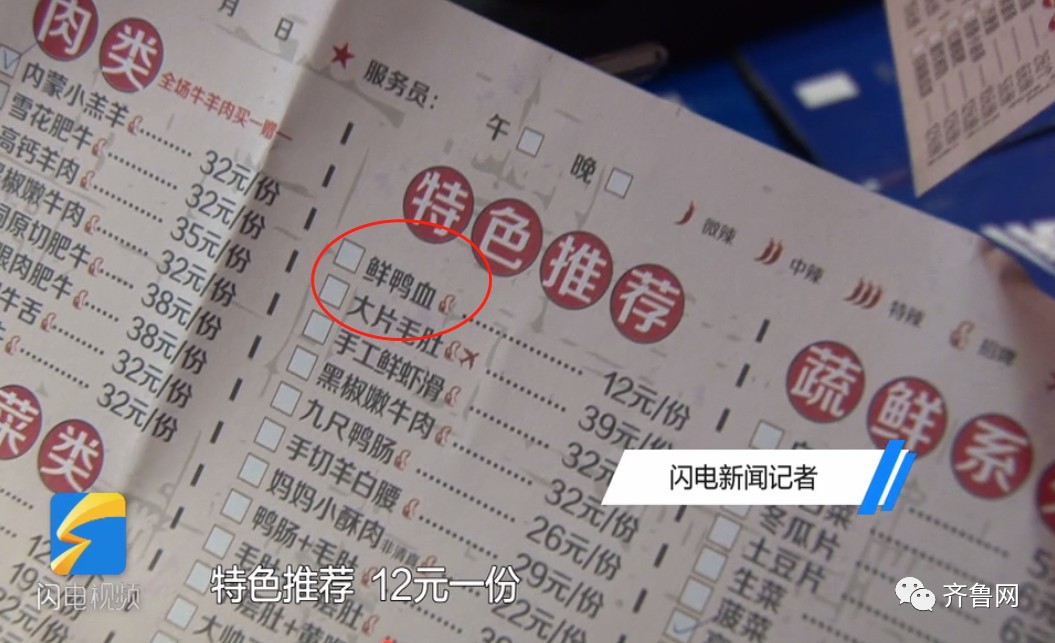 月 日
服务员：
午 晚
肉类
全场牛羊肉买一赠一
内蒙小羔羊 32元/份
雪花肥牛 32元/份
高钙羊肉 35元/份
黑椒嫩牛肉 32元/份
原切肥牛 38元/份
眼肉肥牛 38元/份
牛舌 32元/份
32元/份
菜类
特色推荐
微辣
中辣
特辣
招牌
鲜鸭血 12元/份
大片毛肚 39元/份
手工鲜虾滑 32元
黑椒嫩牛肉 32元/份
九尺鸭肠 26元/份
手切羊白腰 29元/份
妈妈小酥肉 非清真 22元/份
鸭肠+毛肚
毛肚
蔬鲜系
冬瓜片
土豆片
菠菜
闪电新闻记者
闪电视频
特色推荐 12元一份
齐鲁网